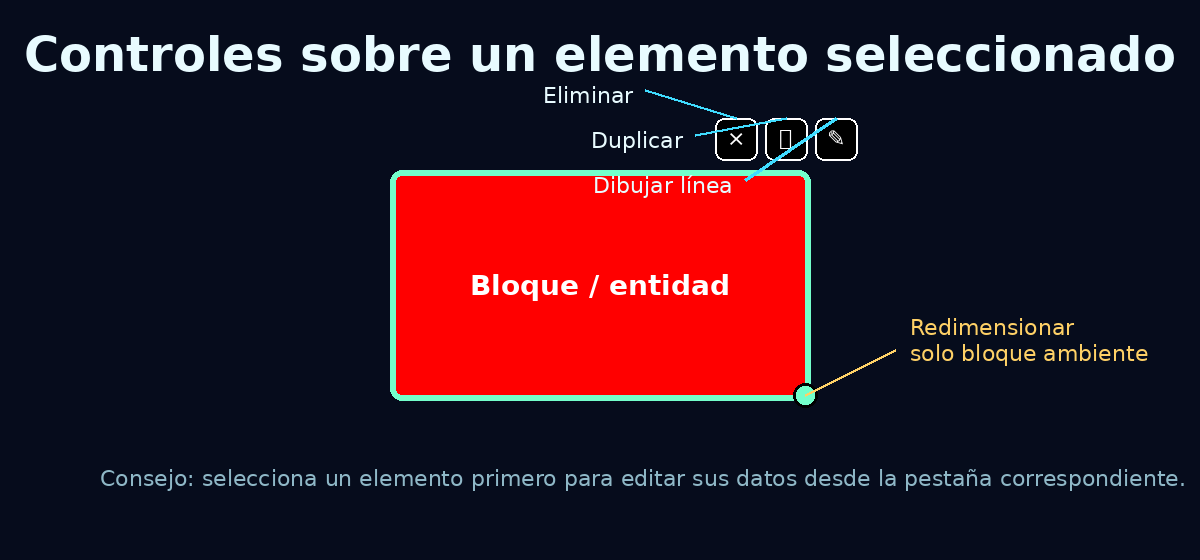 Controles sobre un elemento seleccionado
Eliminar
Duplicar
Dibujar línea
Bloque / entidad
Redimensionar
solo bloque ambiente
Consejo: selecciona un elemento primero para editar sus datos desde la pestaña correspondiente.